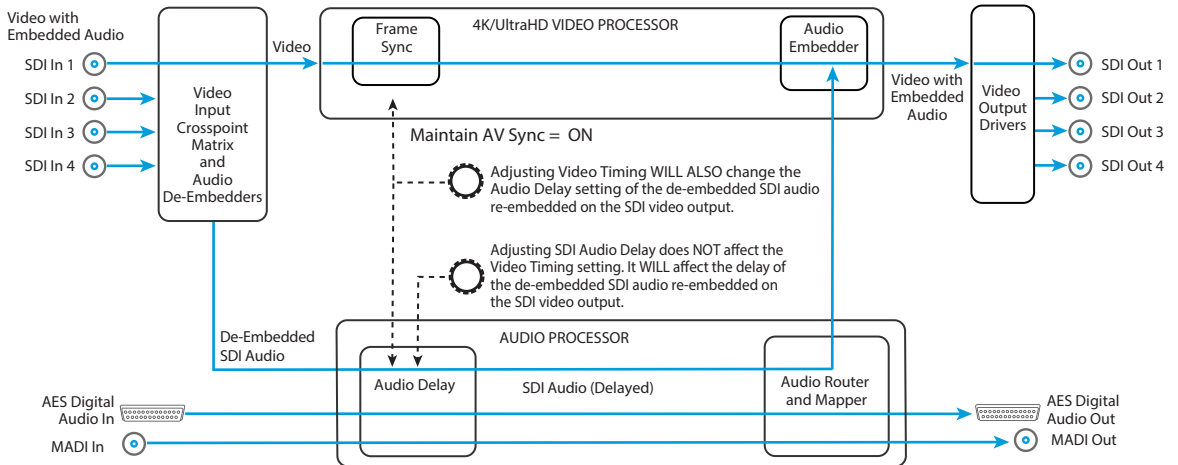 Video with
Embedded Audio
SDI In 1
SDI In 2
SDI In 3
SDI In 4
Video
Input
Crosspoint
Matrix
and
Audio
De-Embedders
Video
4K/UltraHD VIDEO PROCESSOR
Frame
Sync
Audio
Embedder
Video with
Embedded
Audio
Video
Output
Drivers
SDI Out 1
SDI Out 2
SDI Out 3
SDI Out 4
Maintain AV Sync = ON
Adjusting Video Timing WILL ALSO change the
Audio Delay setting of the de-embedded SDI audio
re-embedded on the SDI video output.
Adjusting SDI Audio Delay does NOT affect the
Video Timing setting. It WILL affect the delay of
the de-embedded SDI audio re-embedded on
the SDI video output.
De-Embedded
SDI Audio
AUDIO PROCESSOR
Audio Delay
SDI Audio (Delayed)
Audio Router
and Mapper
AES Digital
Audio In
MADI In
AES Digital
Audio Out
MADI Out